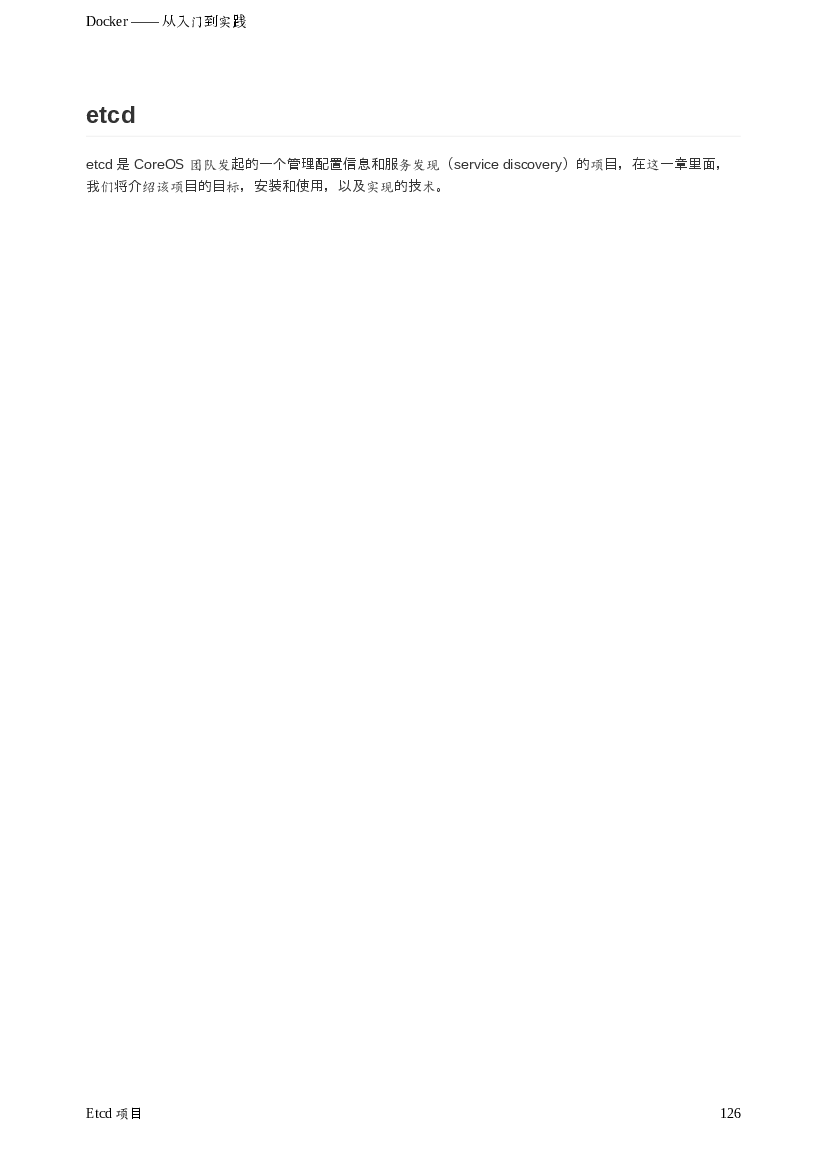 Docker —— 从入门到实践
etcd
etcd 是 CoreOS 团队发起的一个管理配置信息和服务发现（service discovery）的项目，在这一章里面，
我们将介绍该项目的目标，安装和使用，以及实现的技术。
Etcd 项目
126